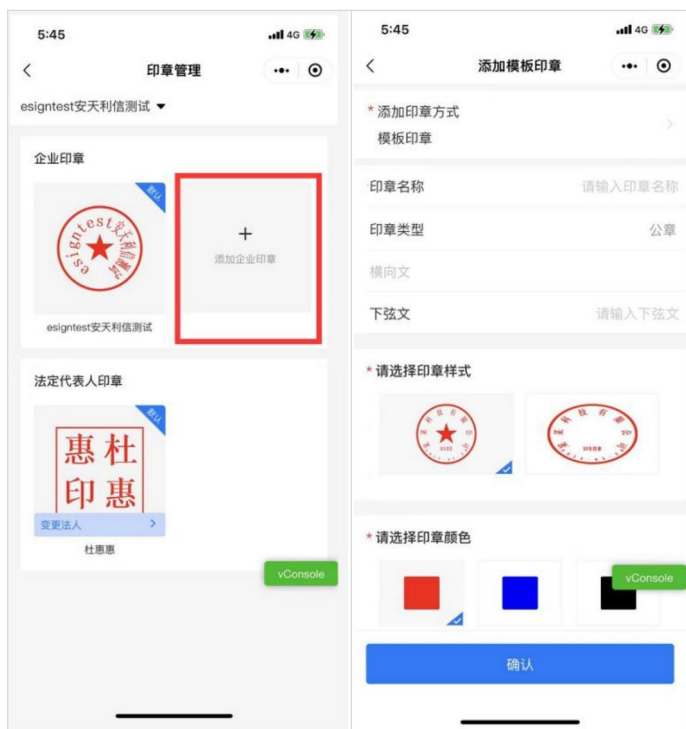 5:45
4G
印章管理
esigntest安天利信测试
企业印章
默认
esigntest安天利信测试
+
添加企业印章
esigntest安天利信测试
法定代表人印章
默认
惠杜
印惠
变更法人
杜惠惠
vConsole
5:45
4G
添加模板印章
* 添加印章方式
模板印章
印章名称
请输入印章名称
印章类型
公章
横向文
下弦文
请输入下弦文
* 请选择印章样式
* 请选择印章颜色
vConsole
确认